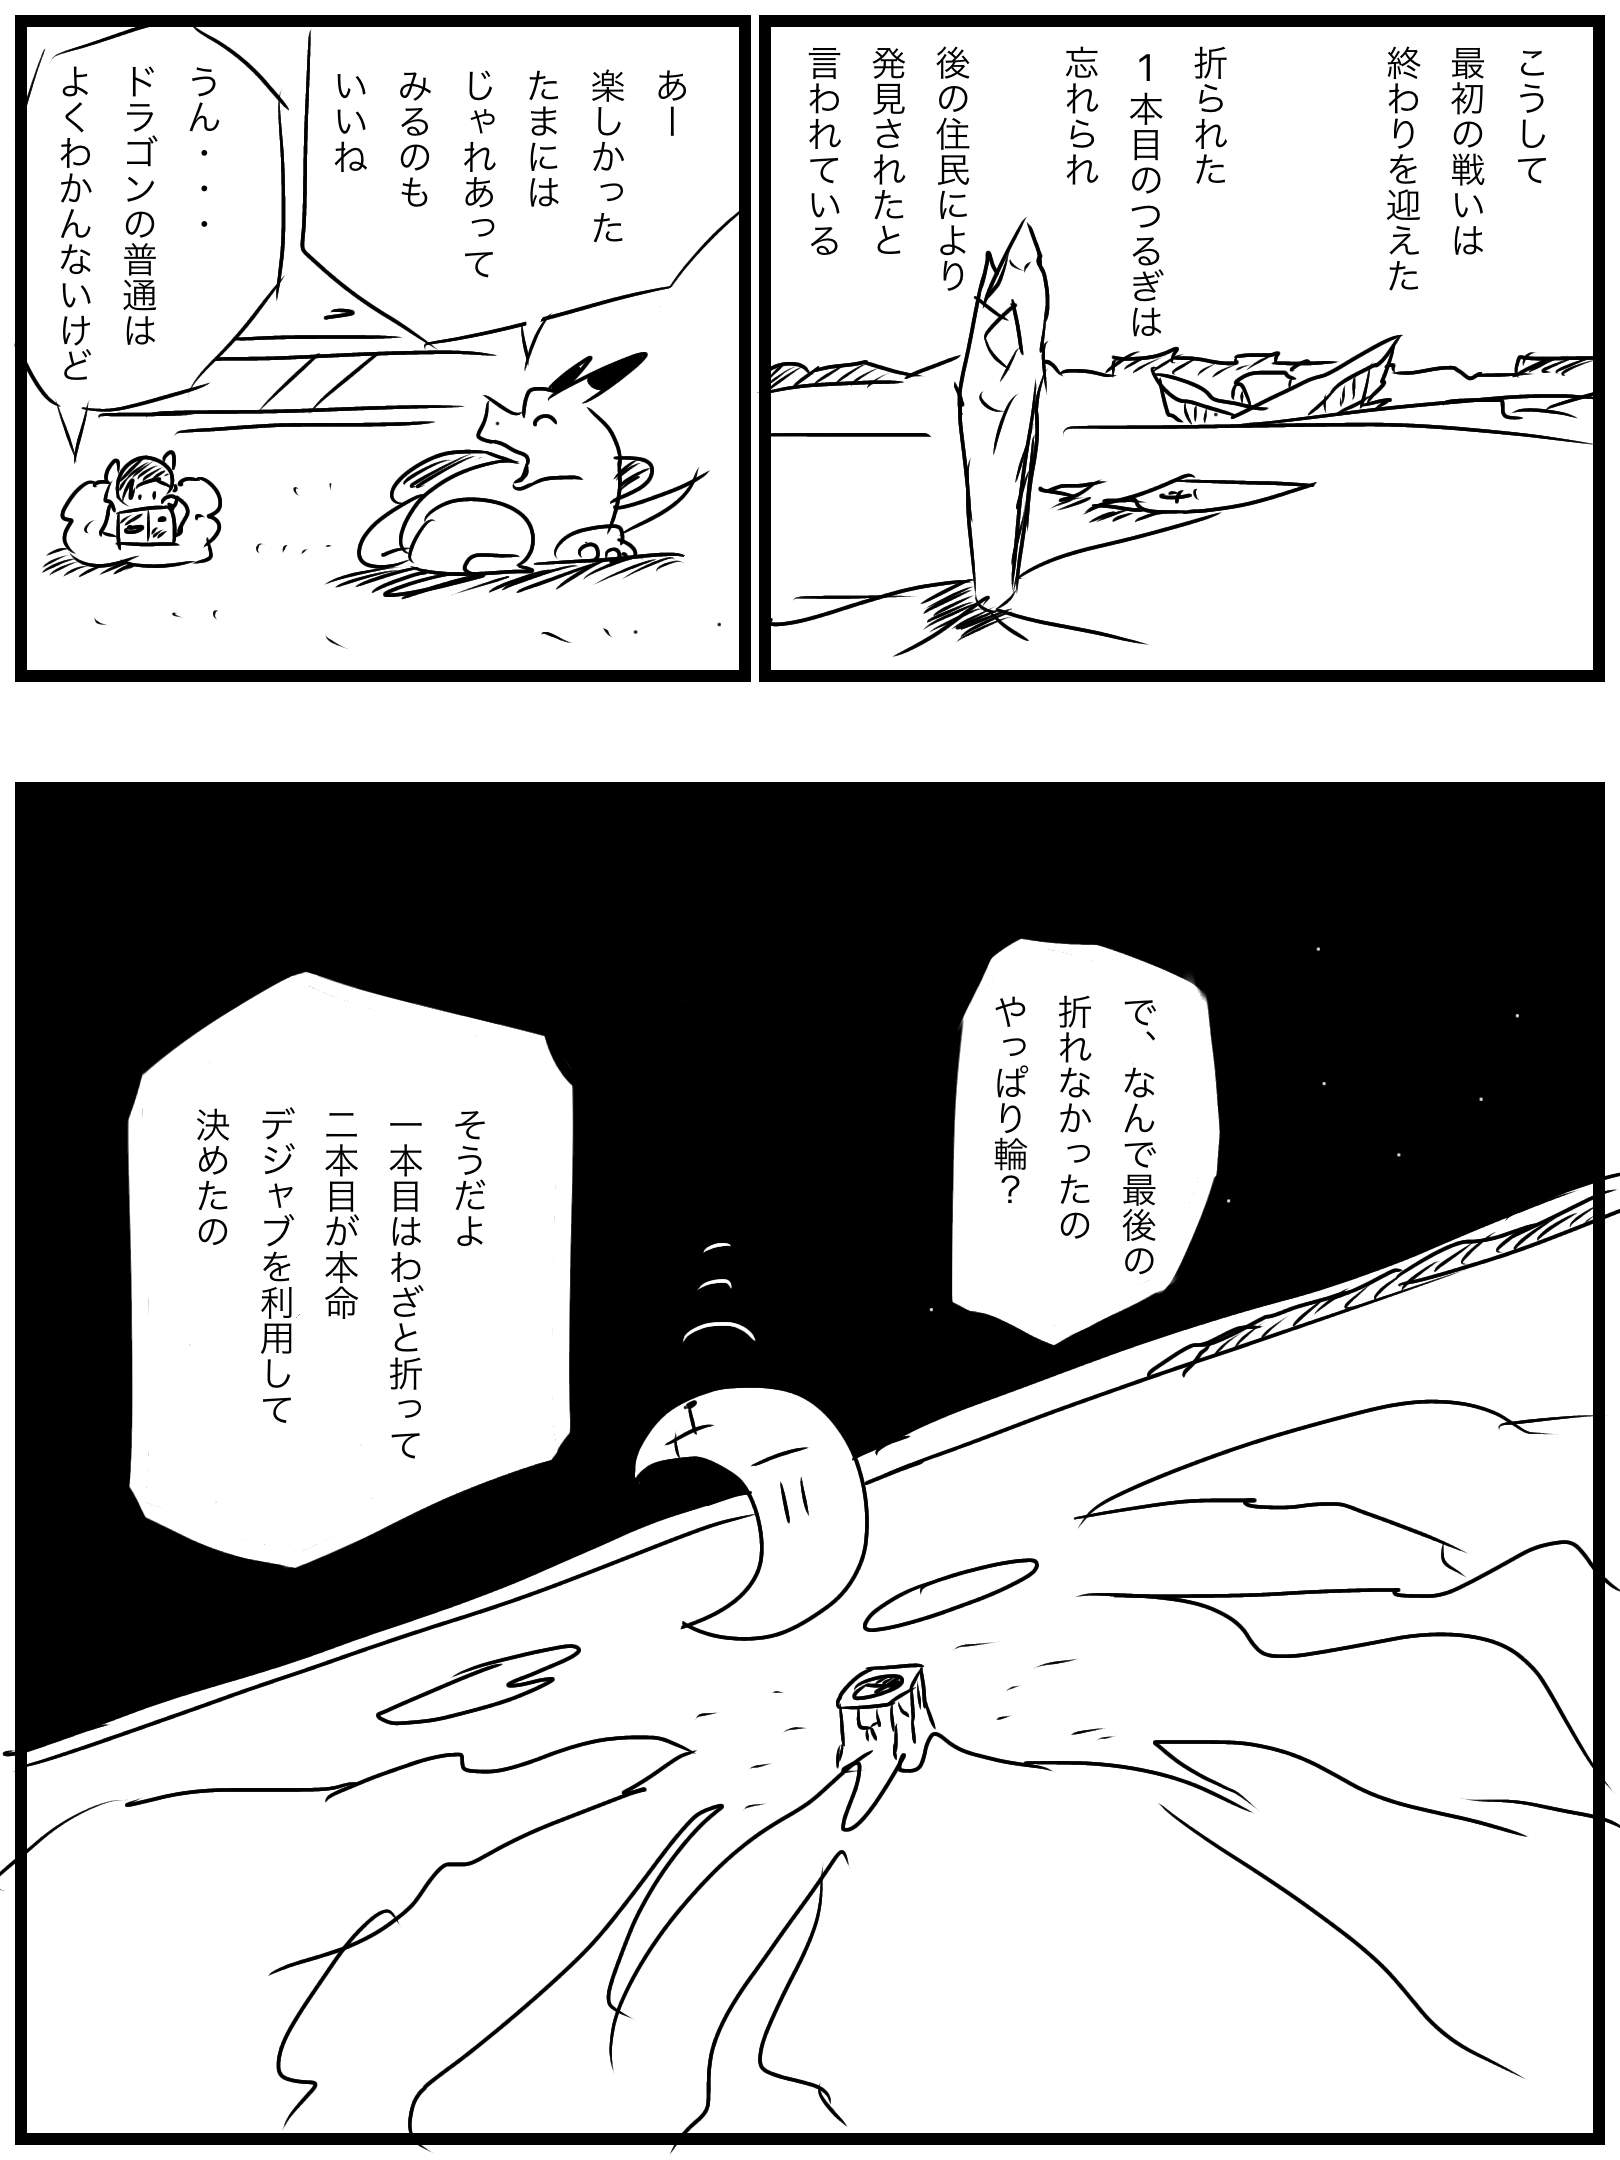 こうして
最初の戦いは
終わりを迎えた
折られた
１本目のつるぎは
忘れられ
後の住民により
発見されたと
言われている
あー
楽しかった
たまには
じゃれあって
みるのも
いいね
うん・・・
ドラゴンの普通は
よくわかんないけど
で、なんで最後の
折れなかったの
やっぱり輪？
そうだよ
一本目はわざと折って
二本目が本命
デジャブを利用して
決めたの